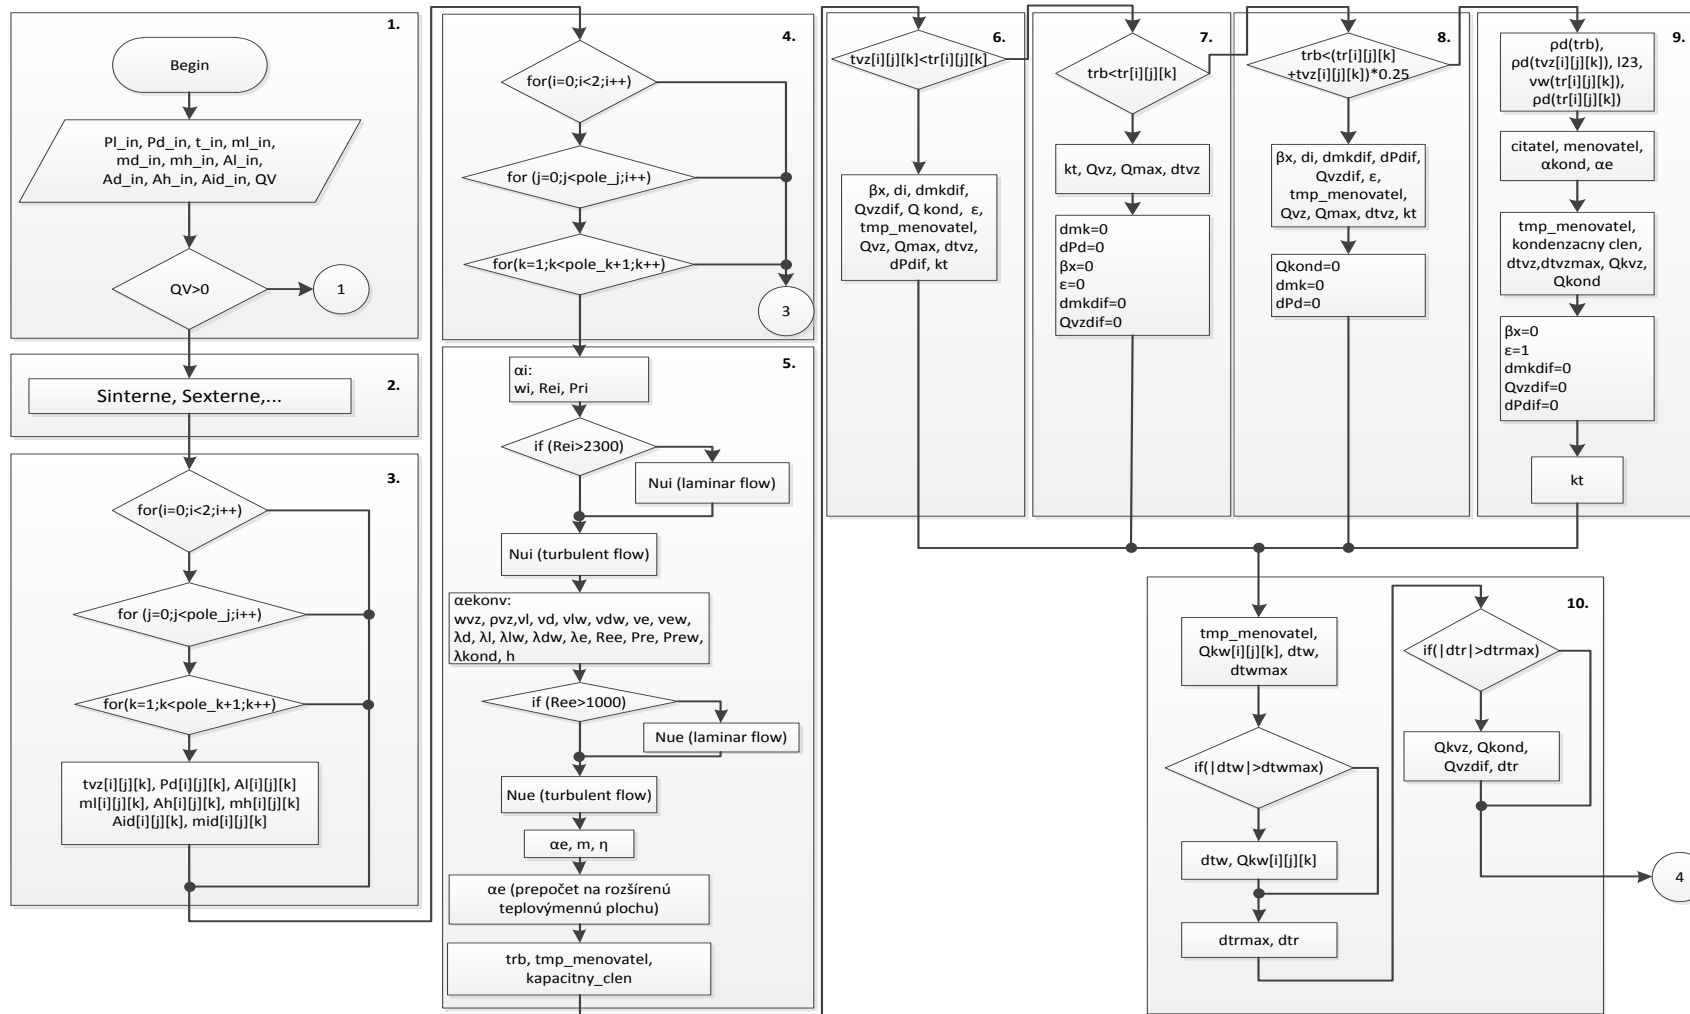 1.
Begin
Pl_in, Pd_in, t_in, ml_in,
md_in, mh_in, Al_in,
Ad_in, Ah_in, Aid_in, QV
QV>0
1
2.
Sinterne, Sexterne,...
3.
for(i=0;i<2;i++)
for (j=0;j<pole_j;i++)
for(k=1;k<pole_k+1;k++)
tvz[i][j][k], Pd[i][j][k], Al[i][j][k]
ml[i][j][k], Ah[i][j][k], mh[i][j][k]
Aid[i][j][k], mid[i][j][k]
4.
for(i=0;i<2;i++)
for (j=0;j<pole_j;i++)
for(k=1;k<pole_k+1;k++)
3
5.
αi:
wi, Rei, Pri
if (Rei>2300)
Nui (laminar flow)
Nui (turbulent flow)
αekonv:
wvz, ρvz,vl, vd, vlw, vdw, ve, vew,
λd, λl, λlw, λdw, λe, Ree, Pre, Prew,
λkond, h
if (Ree>1000)
Nue (laminar flow)
Nue (turbulent flow)
αe, m, η
αe (prepočet na rozšírenú
teplovýmennú plochu)
trb, tmp_menovatel,
kapacitny_clen
6.
tvz[i][j][k]<tr[i][j][k]
βx, di, dmkdif,
Qvzdif, Q kond, ε,
tmp_menovatel,
Qvz, Qmax, dtvz,
dPdif, kt
7.
trb<tr[i][j][k]
kt, Qvz, Qmax, dtvz
dmk=0
dPd=0
βx=0
ε=0
dmkdif=0
Qvzdif=0
8.
trb<(tr[i][j][k]
+tvz[i][j][k])*0.25
βx, di, dmkdif, dPdif,
Qvzdif, ε,
tmp_menovatel,
Qvz, Qmax, dtvz, kt
Qkond=0
dmk=0
dPd=0
9.
ρd(trb),
ρd(tvz[i][j][k]), l23,
vw(tr[i][j][k]),
ρd(tr[i][j][k])
citatel, menovatel,
αkond, αe
tmp_menovatel,
kondenzacny clen,
dtvz,dtvzmax, Qkvz,
Qkond
βx=0
ε=1
dmkdif=0
Qvzdif=0
dPdif=0
kt
10.
tmp_menovatel,
Qkw[i][j][k], dtw,
dtwmax
if(|dtw|>dtwmax)
dtw, Qkw[i][j][k]
dtrmax, dtr
if(|dtr|>dtrmax)
Qkvz, Qkond,
Qvzdif, dtr
4